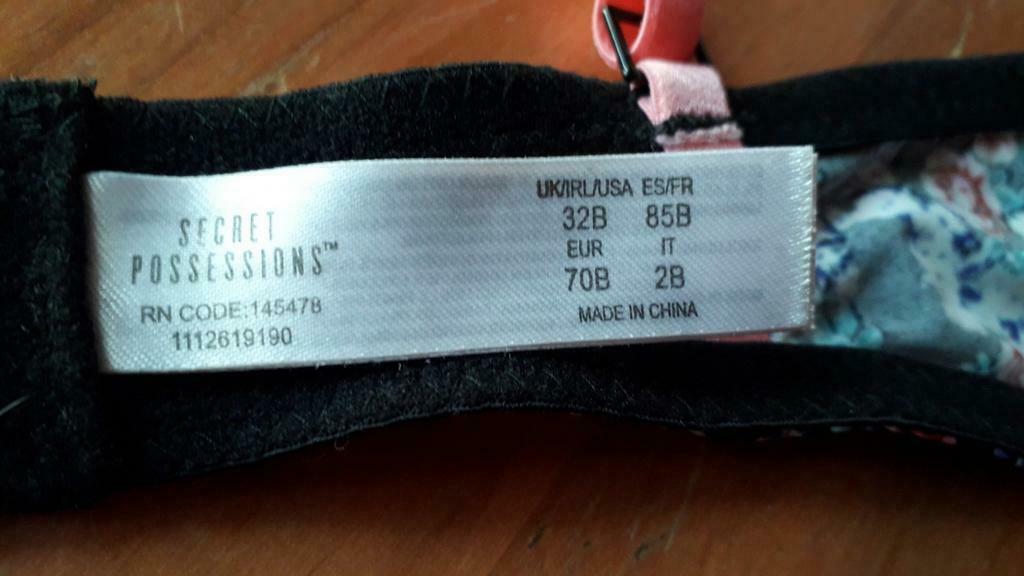 SECRET
POSSESSIONS™
RN CODE:145478
1112619190
UK/IRL/USA ES/FR
32B 85B
EUR IT
70B 2B
MADE IN CHINA